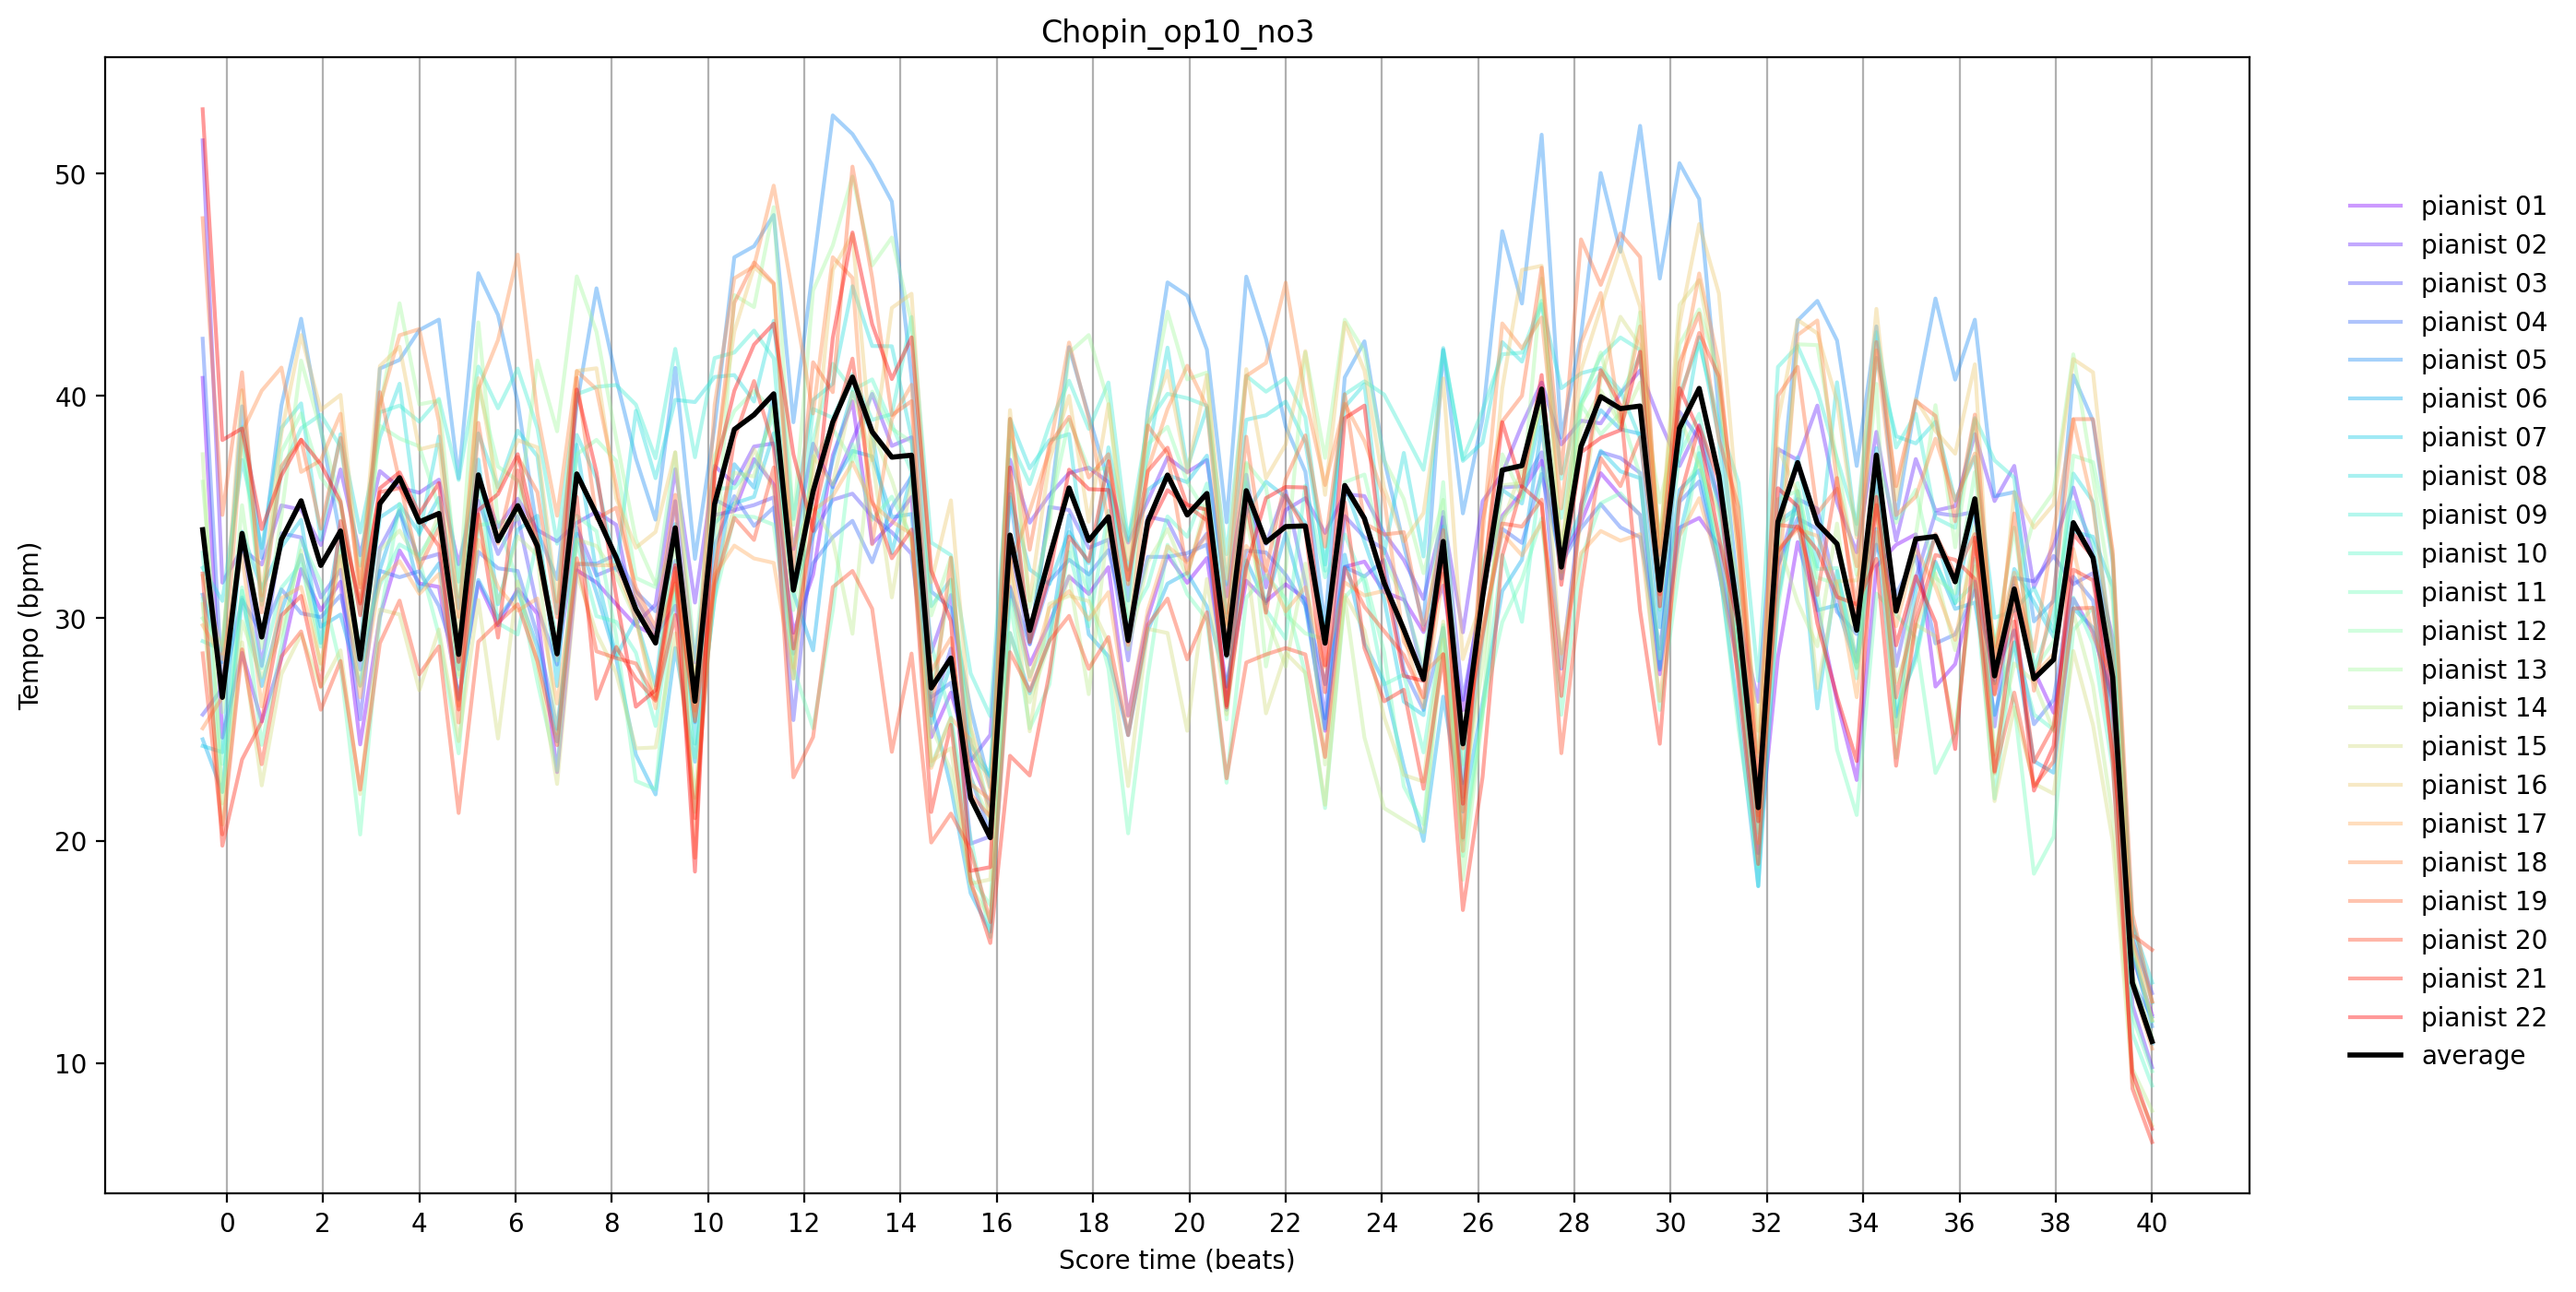 Chopin_op10_no3
Tempo (bpm)
50
40
30
20
10
0 2 4 6 8 10 12 14 16 18 20 22 24 26 28 30 32 34 36 38 40
Score time (beats)
pianist 01
pianist 02
pianist 03
pianist 04
pianist 05
pianist 06
pianist 07
pianist 08
pianist 09
pianist 10
pianist 11
pianist 12
pianist 13
pianist 14
pianist 15
pianist 16
pianist 17
pianist 18
pianist 19
pianist 20
pianist 21
pianist 22
average